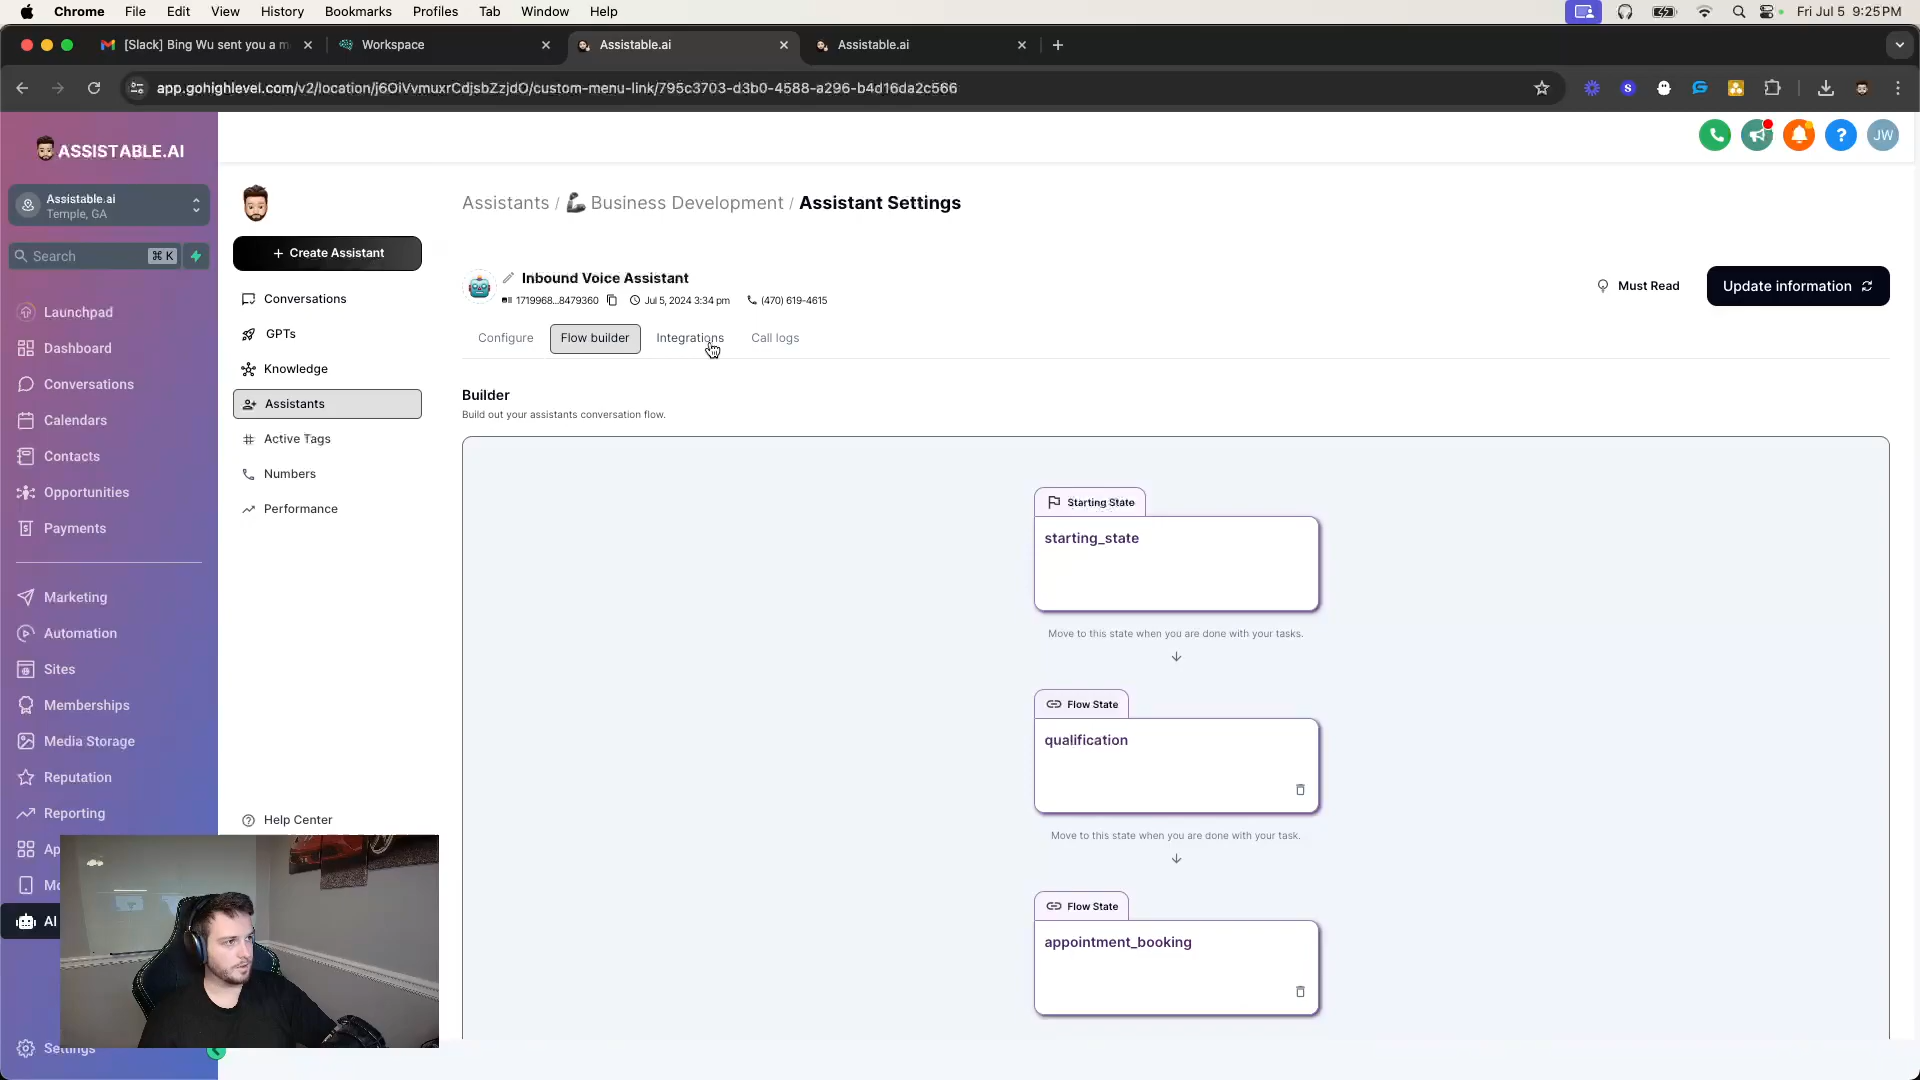 Chrome File Edit View History Bookmarks Profiles Tab Window Help Fri Jul 5 9:25 PM
[Slack] Bing Wu sent you a m Workspace Assistable.ai Assistable.ai
app.gohighlevel.com/v2/location/j6OiVvmuxrCdjsbZzjdO/custom-menu-link/795c3703-d3b0-4588-a296-b4d16da2c566
ASSISTABLE.AI
JW
Assistable.ai
Temple, GA
Search ⌘ K
Launchpad
Dashboard
Conversations
Calendars
Contacts
Opportunities
Payments
Marketing
Automation
Sites
Memberships
Media Storage
Reputation
Reporting
Ap
Mo
AI
Settings
+ Create Assistant
Conversations
GPTs
Knowledge
Assistants
Active Tags
Numbers
Performance
Help Center
Assistants / 🦾 Business Development / Assistant Settings
Inbound Voice Assistant
1719968...8479360 Jul 5, 2024 3:34 pm (470) 619-4615
Must Read
Update information
Configure Flow builder Integrations Call logs
Builder
Build out your assistants conversation flow.
Starting State
starting_state
Move to this state when you are done with your tasks.
Flow State
qualification
Move to this state when you are done with your task.
Flow State
appointment_booking